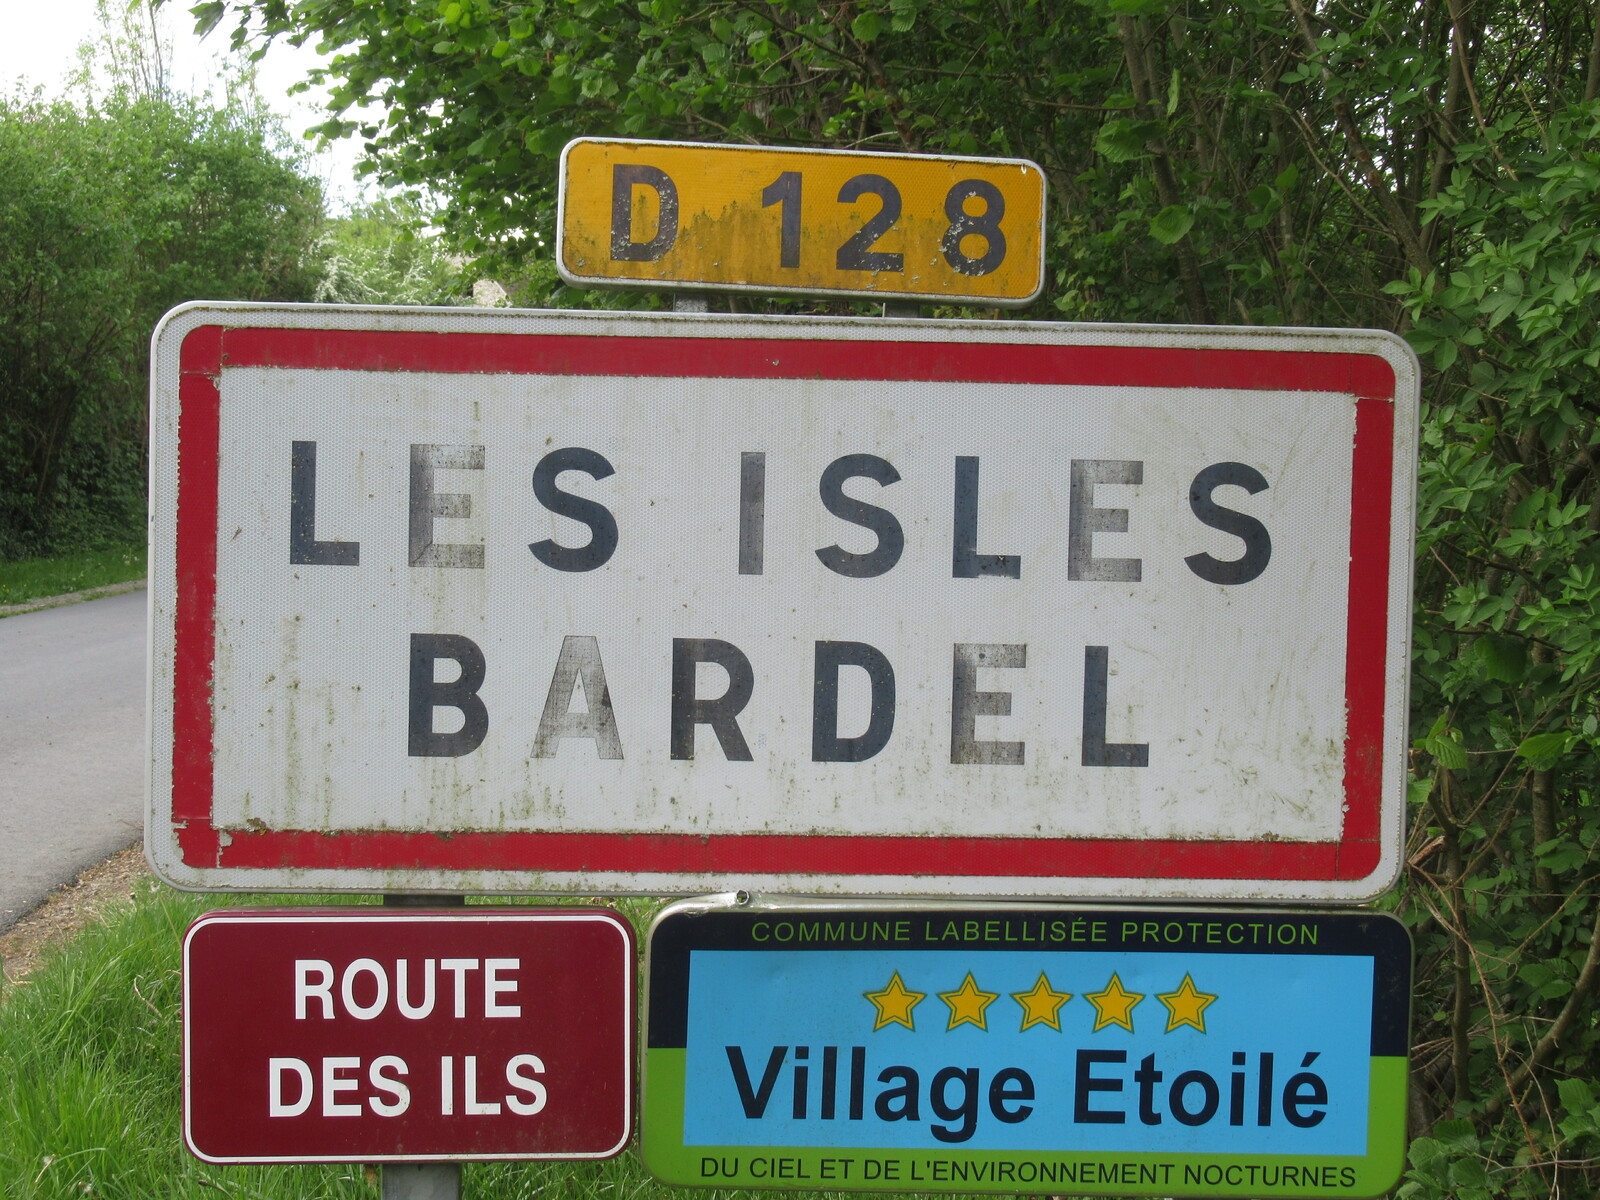 D 128
LES ISLES
BARDEL
ROUTE
DES ILS
COMMUNE LABELLISÉE PROTECTION
Village Etoilé
DU CIEL ET DE L'ENVIRONNEMENT NOCTURNES